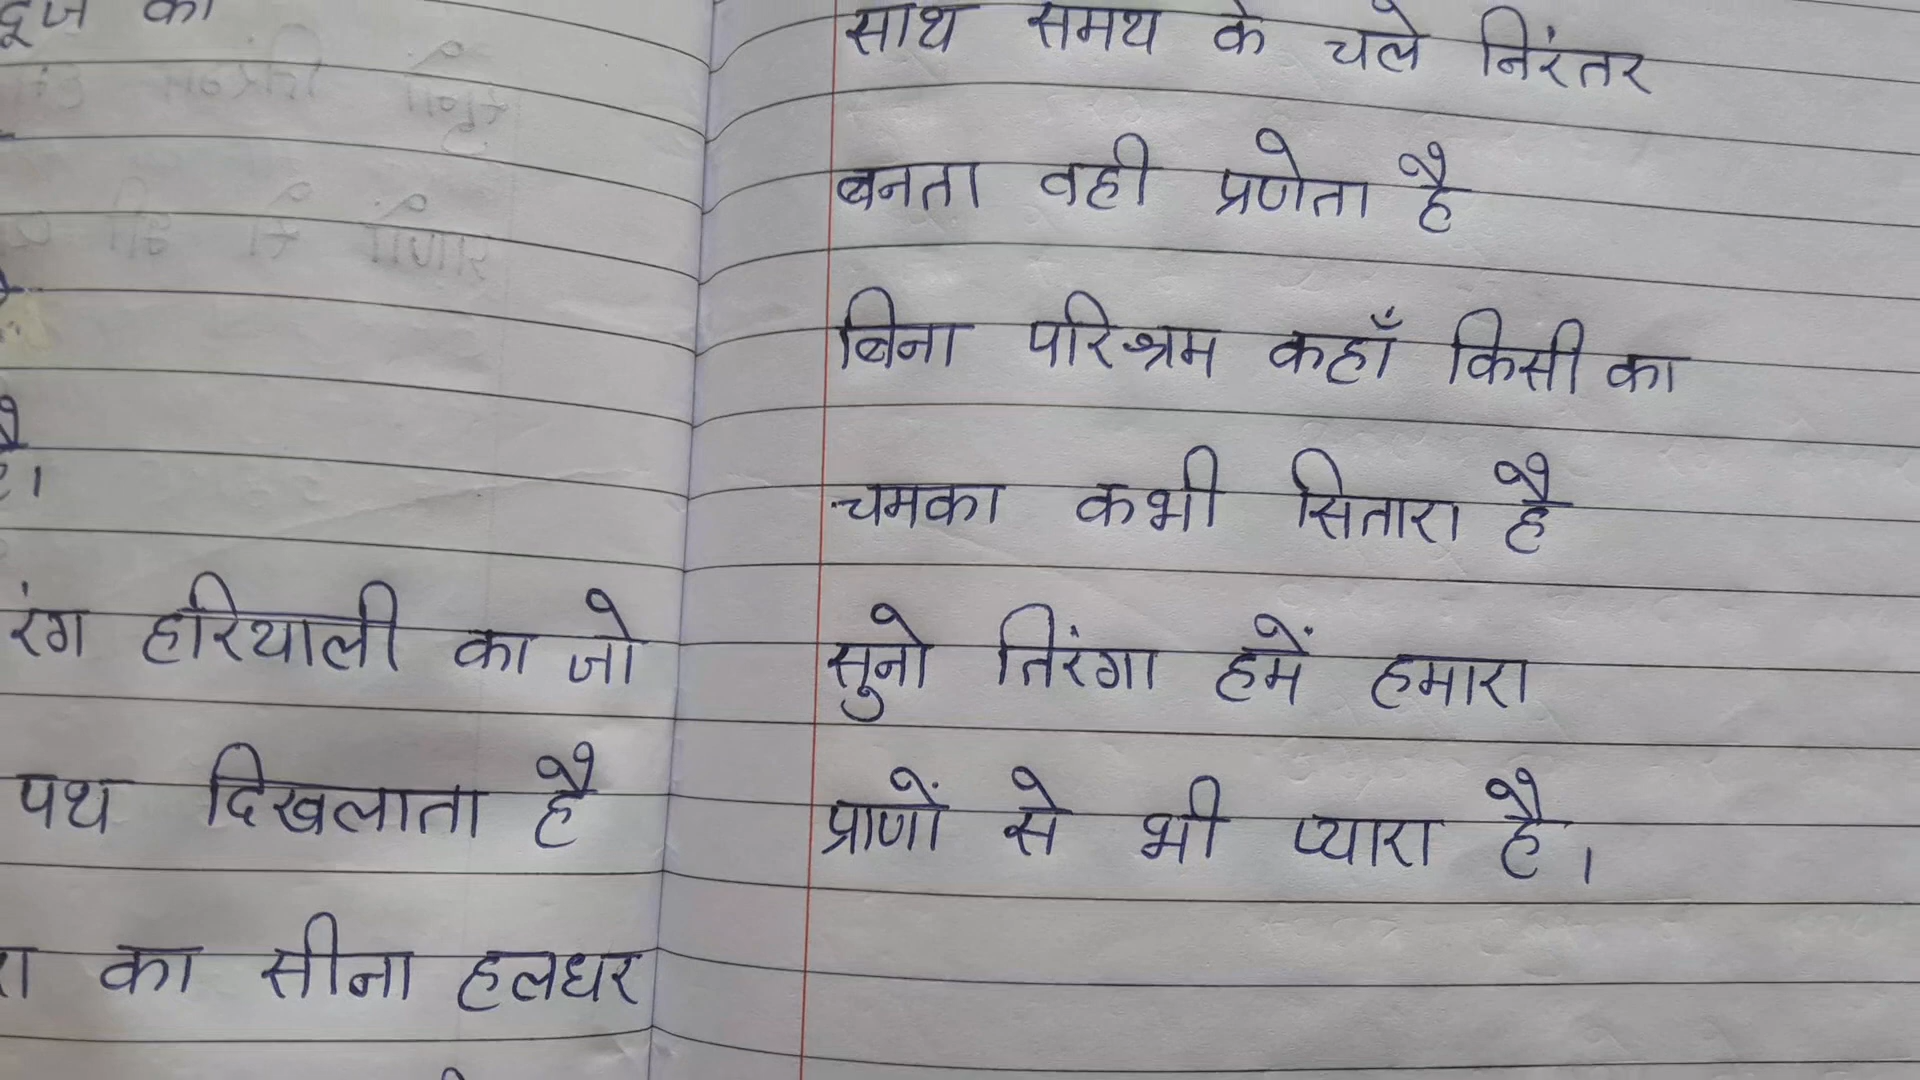 दूज का
रंग हरियाली का जो
पथ दिखलाता है
का सीना हलधर
साथ समय के चले निरंतर
बनता वही प्रणेता है
बिना परिश्रम कहाँ किसी का
चमका कभी सितारा है
सुनो तिरंगा हमें हमारा
प्राणों से भी प्यारा है।